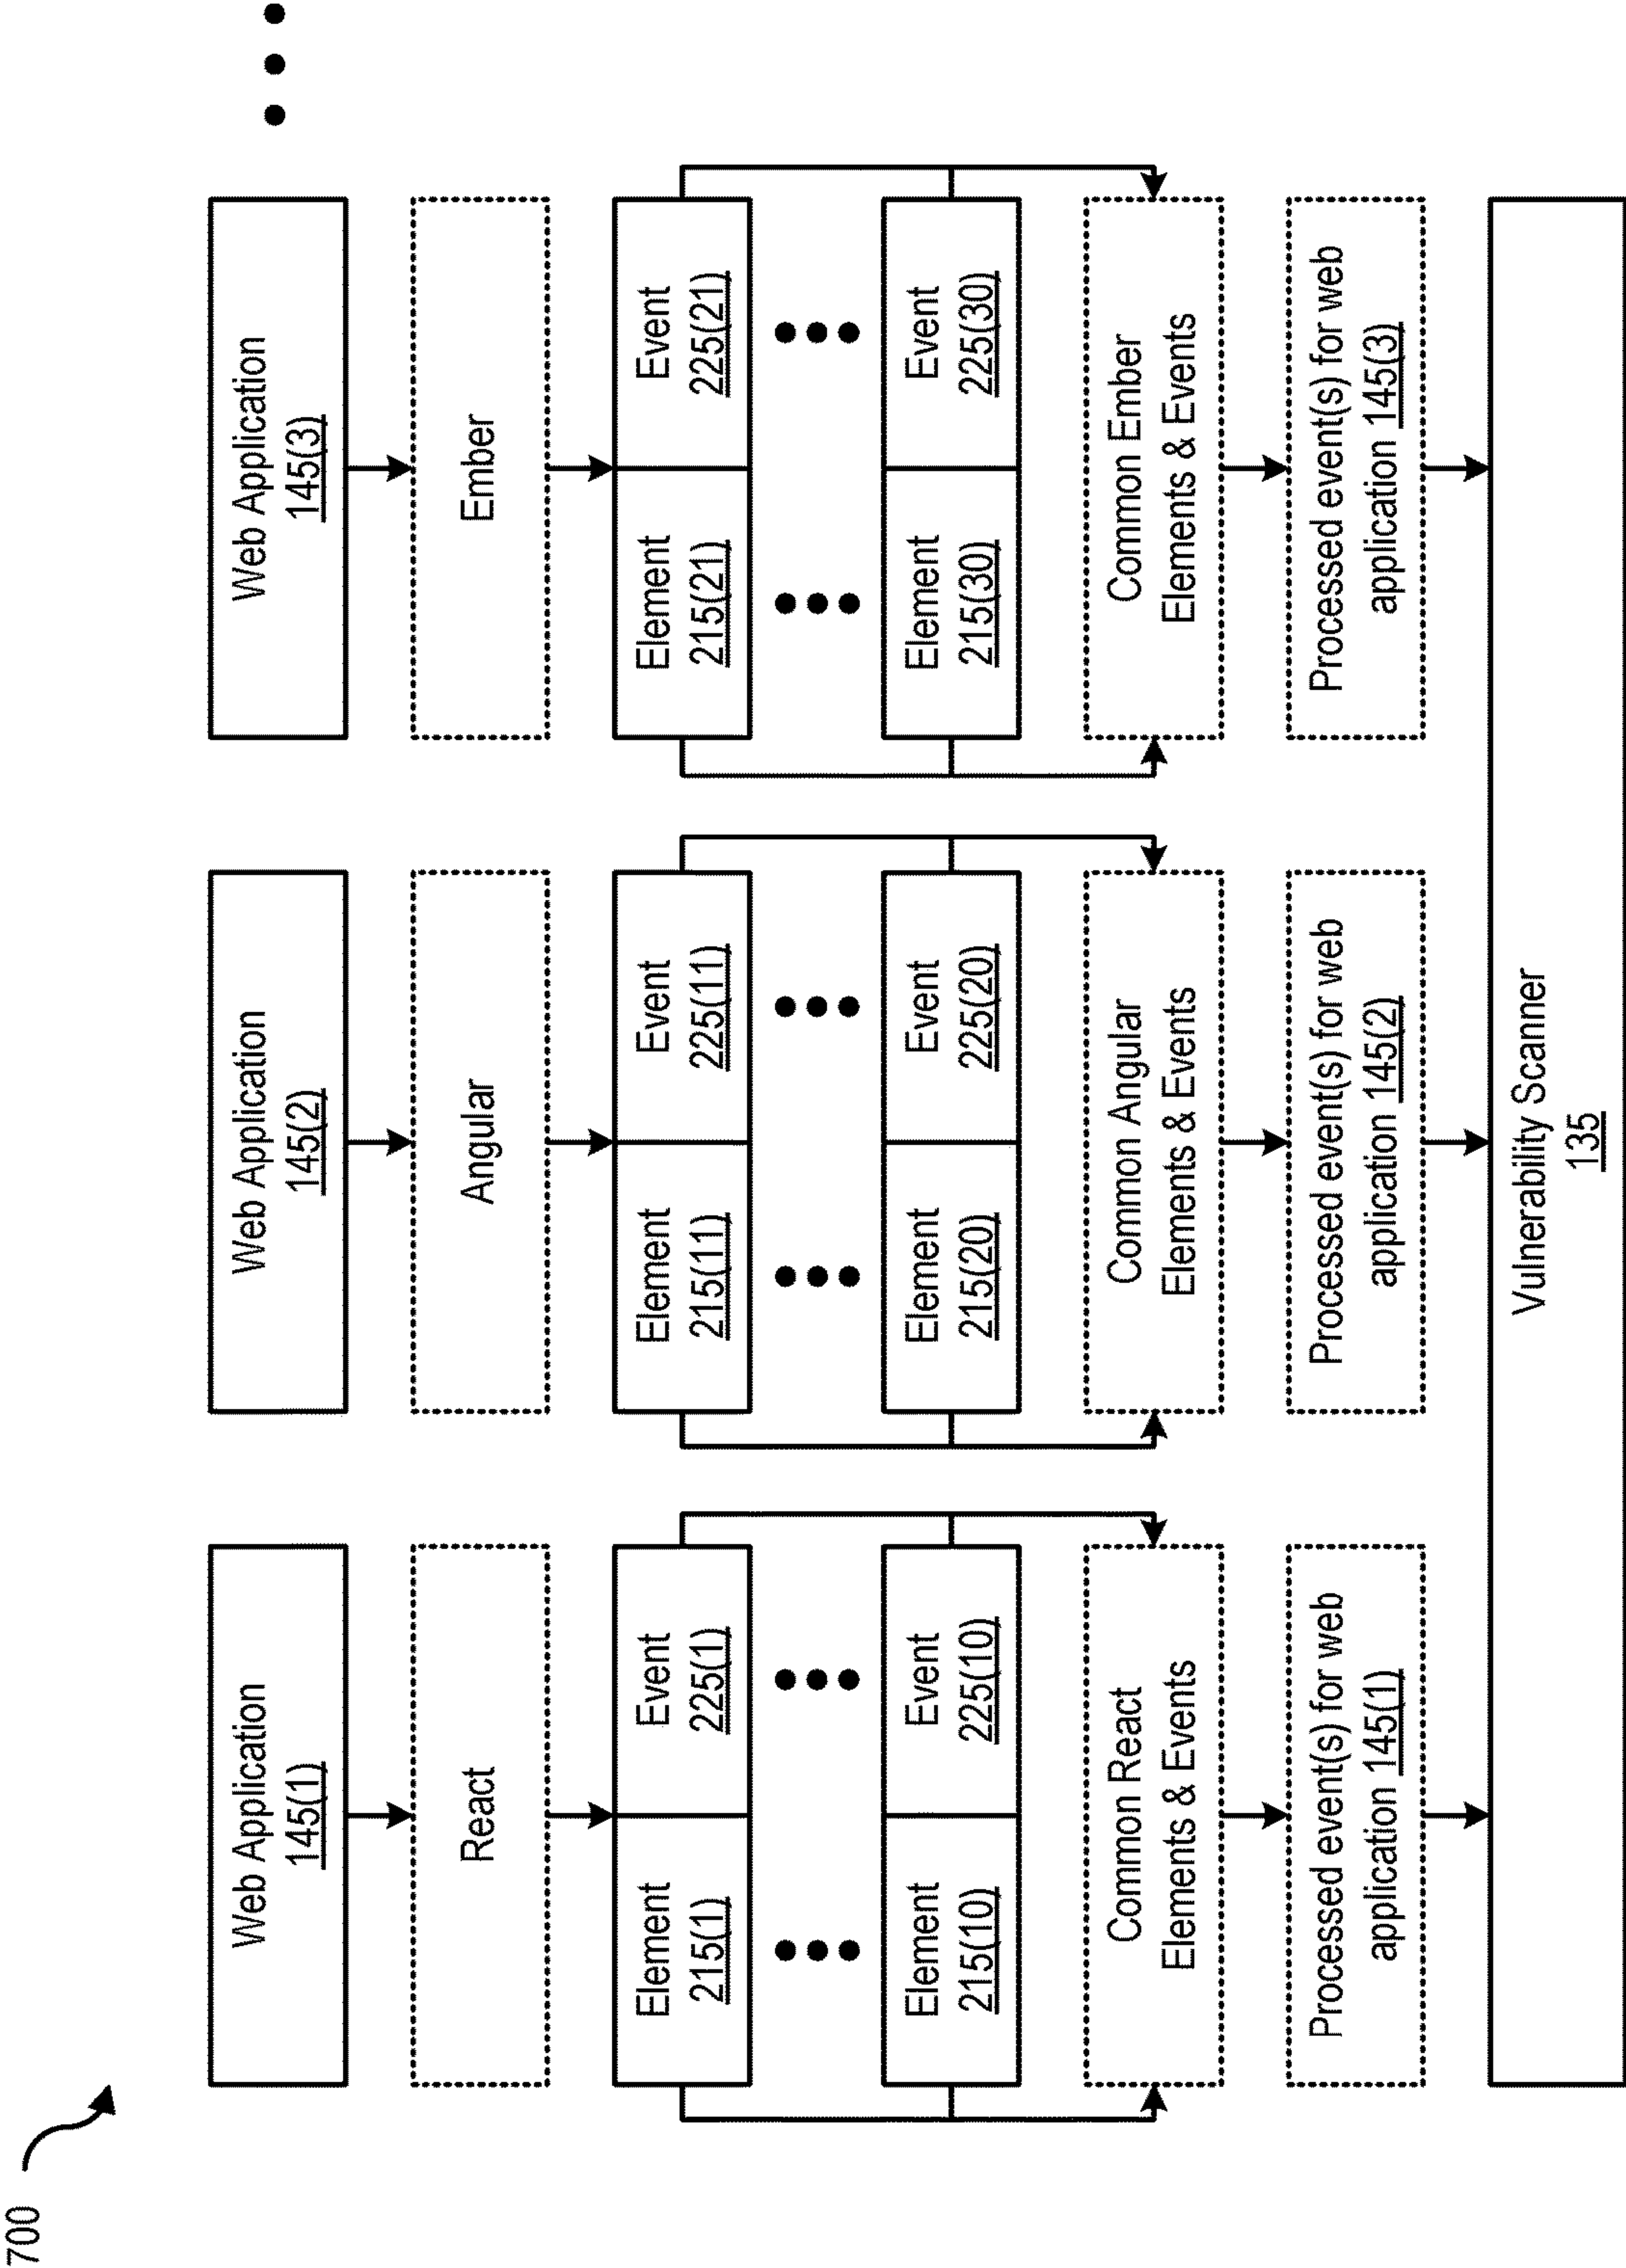 700
Web Application
145(1)
React
Element
215(1)
Event
225(1)
Element
215(10)
Event
225(10)
Common React
Elements & Events
Processed event(s) for web
application 145(1)
Web Application
145(2)
Angular
Element
215(11)
Event
225(11)
Element
215(20)
Event
225(20)
Common Angular
Elements & Events
Processed event(s) for web
application 145(2)
Web Application
145(3)
Ember
Element
215(21)
Event
225(21)
Element
215(30)
Event
225(30)
Common Ember
Elements & Events
Processed event(s) for web
application 145(3)
Vulnerability Scanner
135